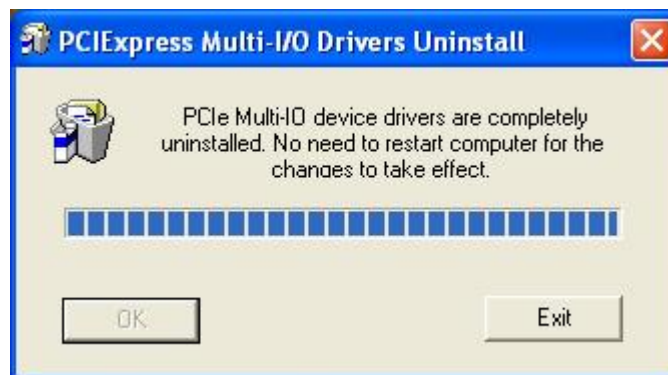 PCIExpress Multi-I/O Drivers Uninstall
PCIe Multi-IO device drivers are completely
uninstalled. No need to restart computer for the
changes to take effect.
OK
Exit